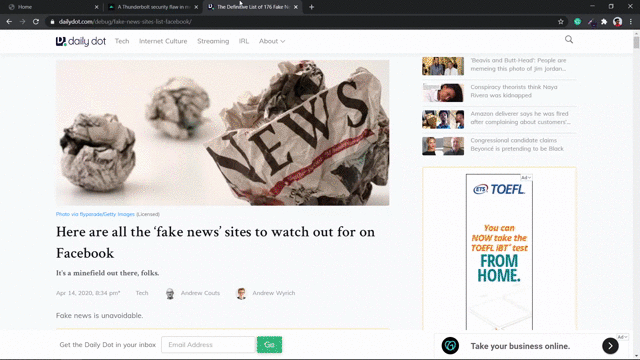 Home
A Thunderbolt security flaw in m
The Definitive List of 176 Fake N
dailydot.com/debug/fake-news-sites-list-facebook/
daily dot
Tech
Internet Culture
Streaming
IRL
About
NEWS
Photo via flyparade/Getty Images (Licensed)
Here are all the ‘fake news’ sites to watch out for on
Facebook
It's a minefield out there, folks.
Apr 14, 2020, 8:34 pm*
Tech
Andrew Couts
Andrew Wyrich
Fake news is unavoidable.
'Beavis and Butt-Head': People are
memeing this photo of Jim Jordan...
Conspiracy theorists think Naya
Rivera was kidnapped
Amazon deliverer says he was fired
after complaining about customers'...
Congressional candidate claims
Beyoncé is pretending to be Black
Ad
ETS TOEFL
You can
NOW take the
TOEFL iBT test
FROM
HOME.
Get the Daily Dot in your inbox
Email Address
Go
Ad
Take your business online.